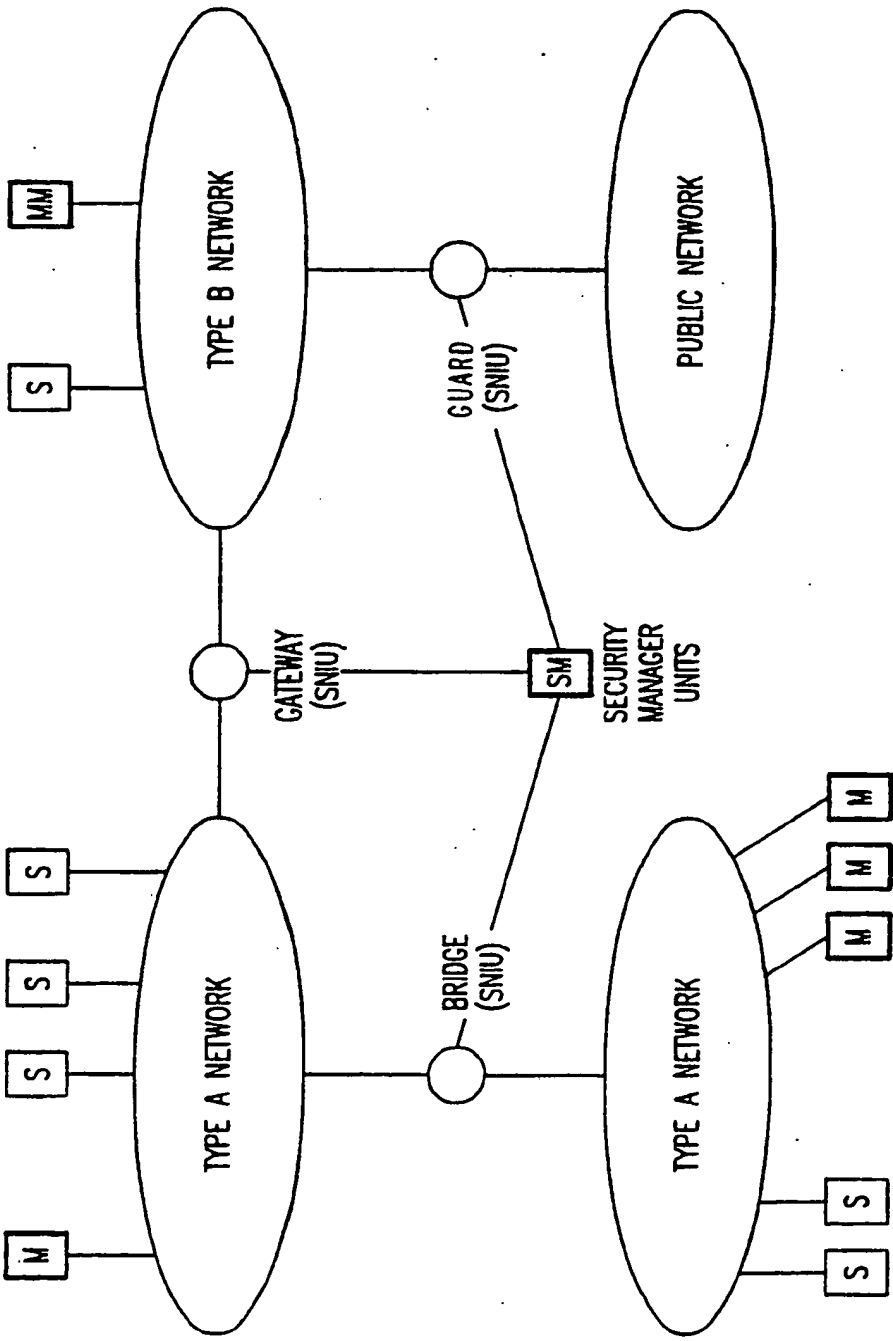 M
S
S
S
S
MM
TYPE A NETWORK
TYPE B NETWORK
GATEWAY
(SNIU)
BRIDGE
(SNIU)
GUARD
(SNIU)
SM
SECURITY
MANAGER
UNITS
TYPE A NETWORK
PUBLIC NETWORK
S
S
M
M
M